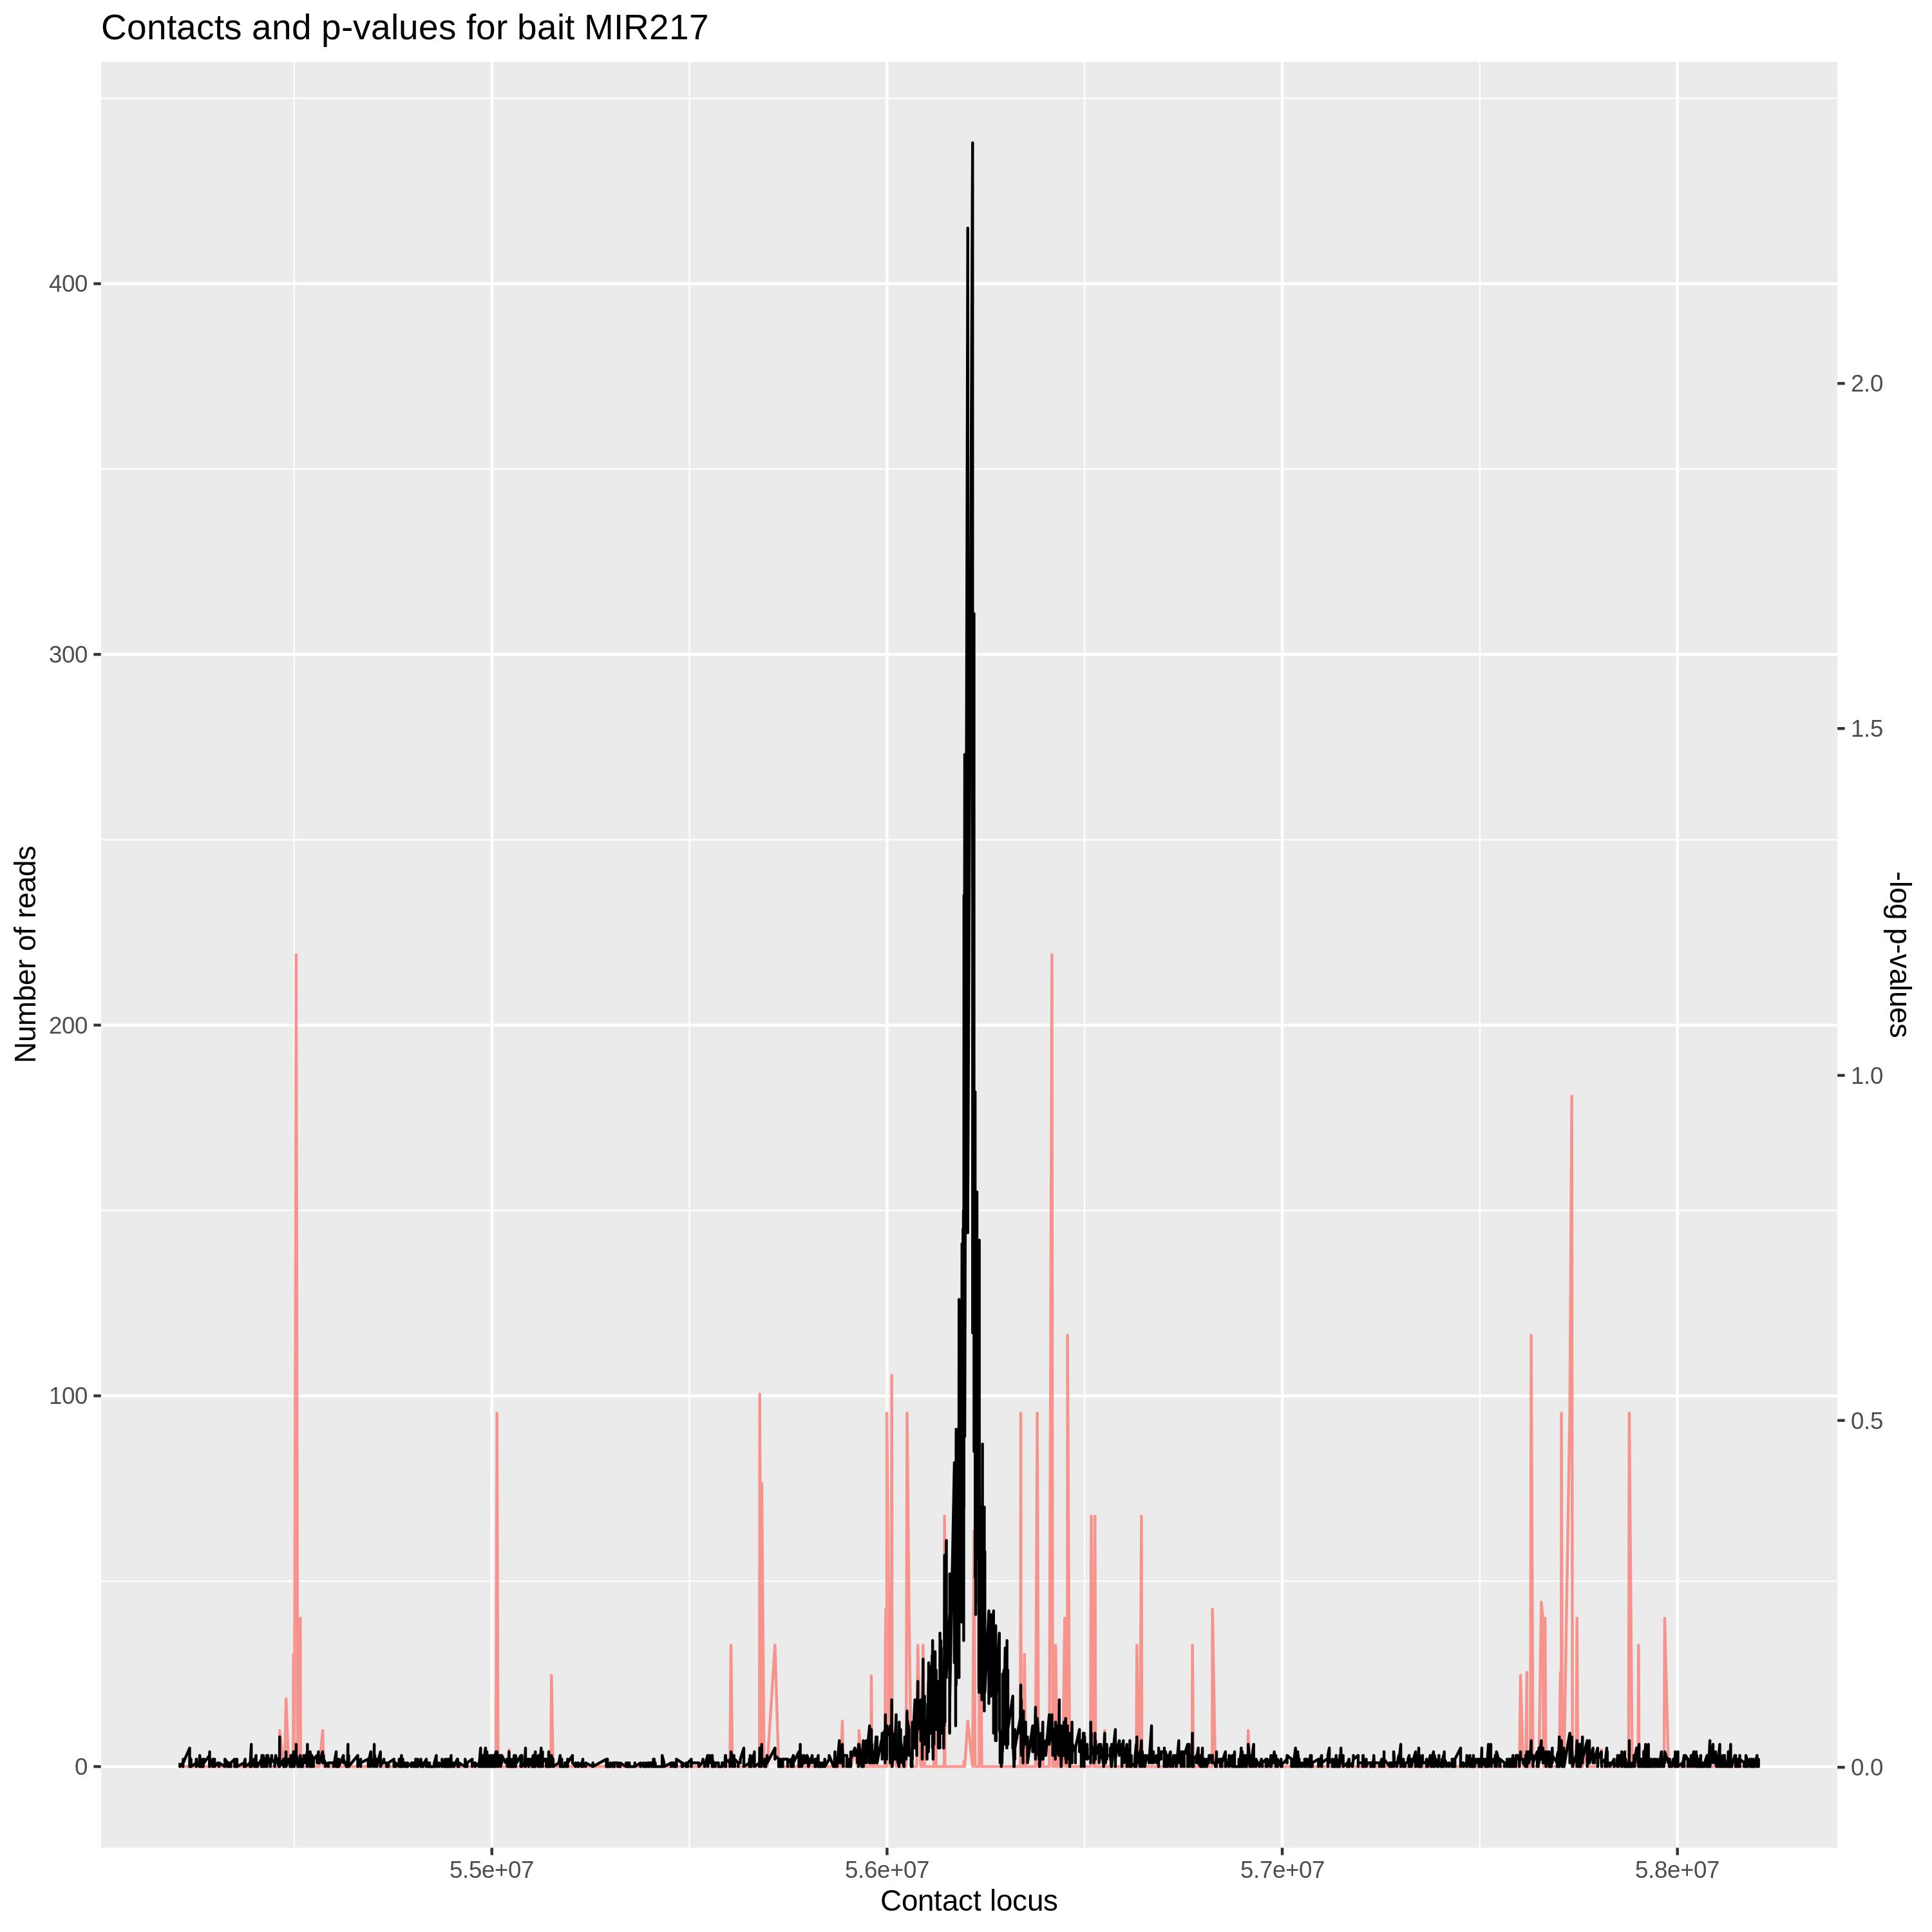 Contacts and p-values for bait MIR217
400
300
200
100
0
Number of reads
2.0
1.5
1.0
0.5
0.0
-log p-values
5.5e+07
5.6e+07
5.7e+07
5.8e+07
Contact locus